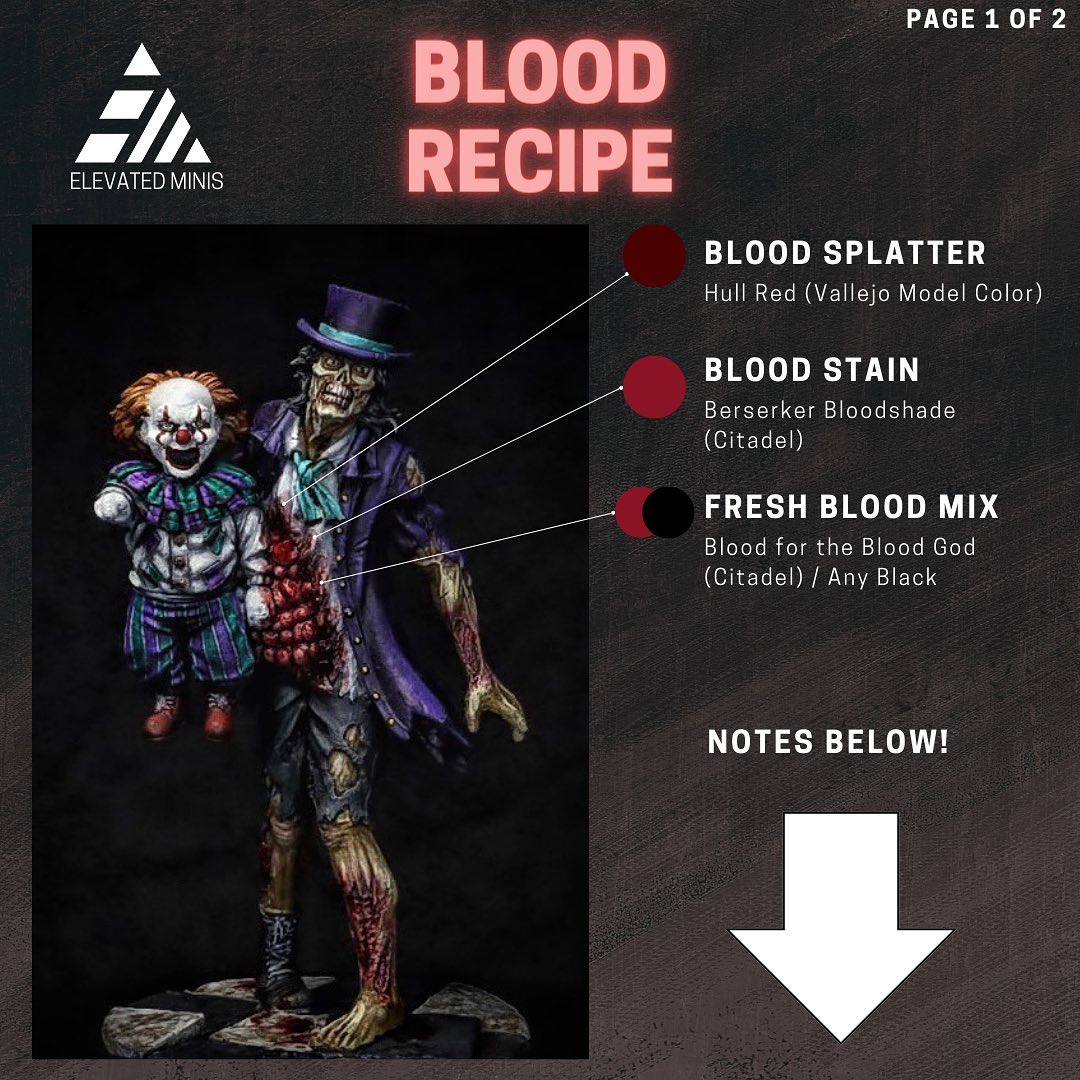 PAGE 1 OF 2
BLOOD
RECIPE
ELEVATED MINIS
BLOOD SPLATTER
Hull Red (Vallejo Model Color)
BLOOD STAIN
Berserker Bloodshade
(Citadel)
FRESH BLOOD MIX
Blood for the Blood God
(Citadel) / Any Black
NOTES BELOW!